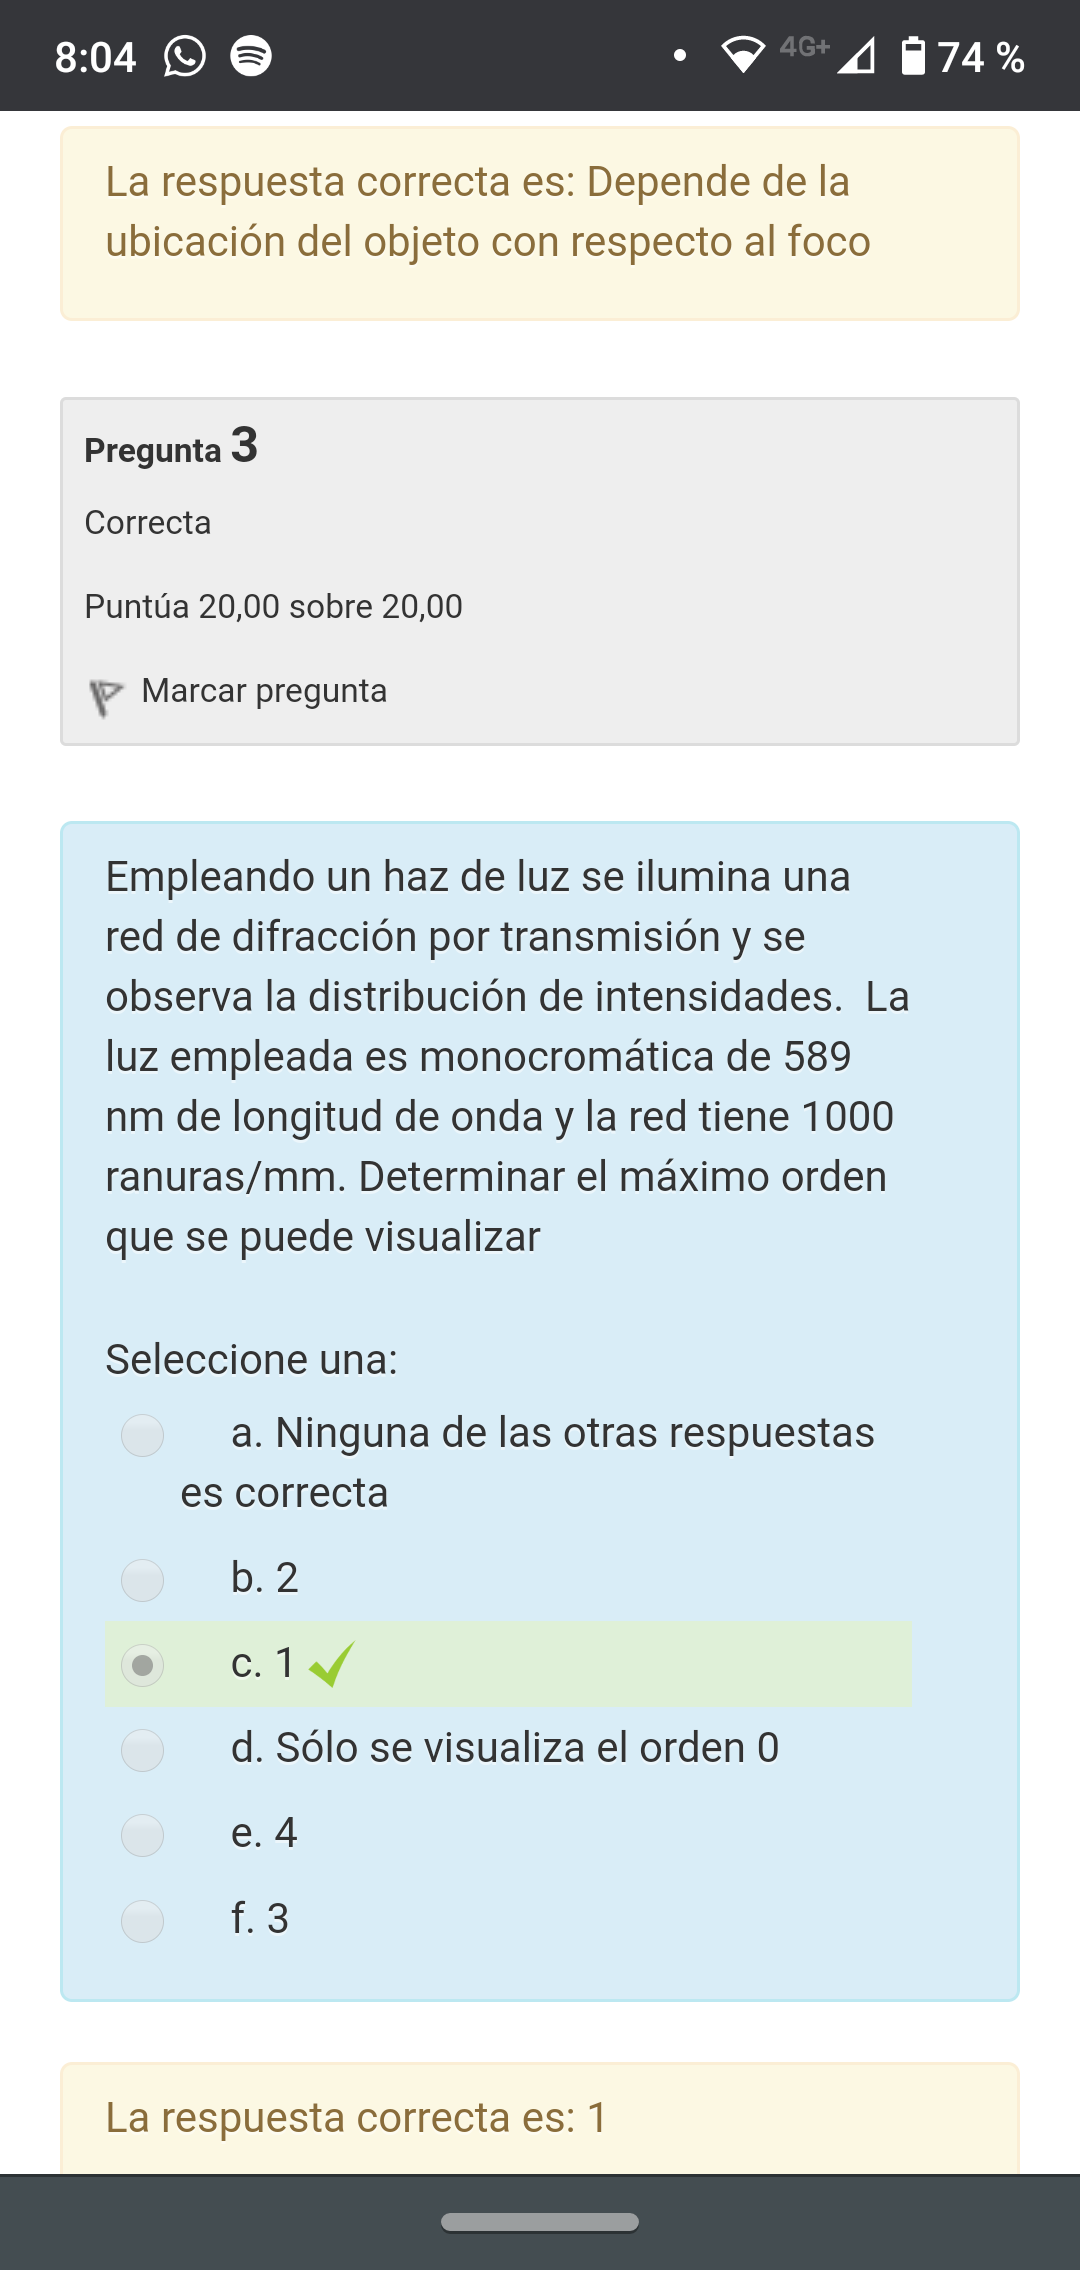 8:04 4G+ 74 %
La respuesta correcta es: Depende de la
ubicación del objeto con respecto al foco
Pregunta 3
Correcta
Puntúa 20,00 sobre 20,00
Marcar pregunta
Empleando un haz de luz se ilumina una
red de difracción por transmisión y se
observa la distribución de intensidades.  La
luz empleada es monocromática de 589
nm de longitud de onda y la red tiene 1000
ranuras/mm. Determinar el máximo orden
que se puede visualizar
Seleccione una:
a. Ninguna de las otras respuestas
es correcta
b. 2
c. 1
d. Sólo se visualiza el orden 0
e. 4
f. 3
La respuesta correcta es: 1